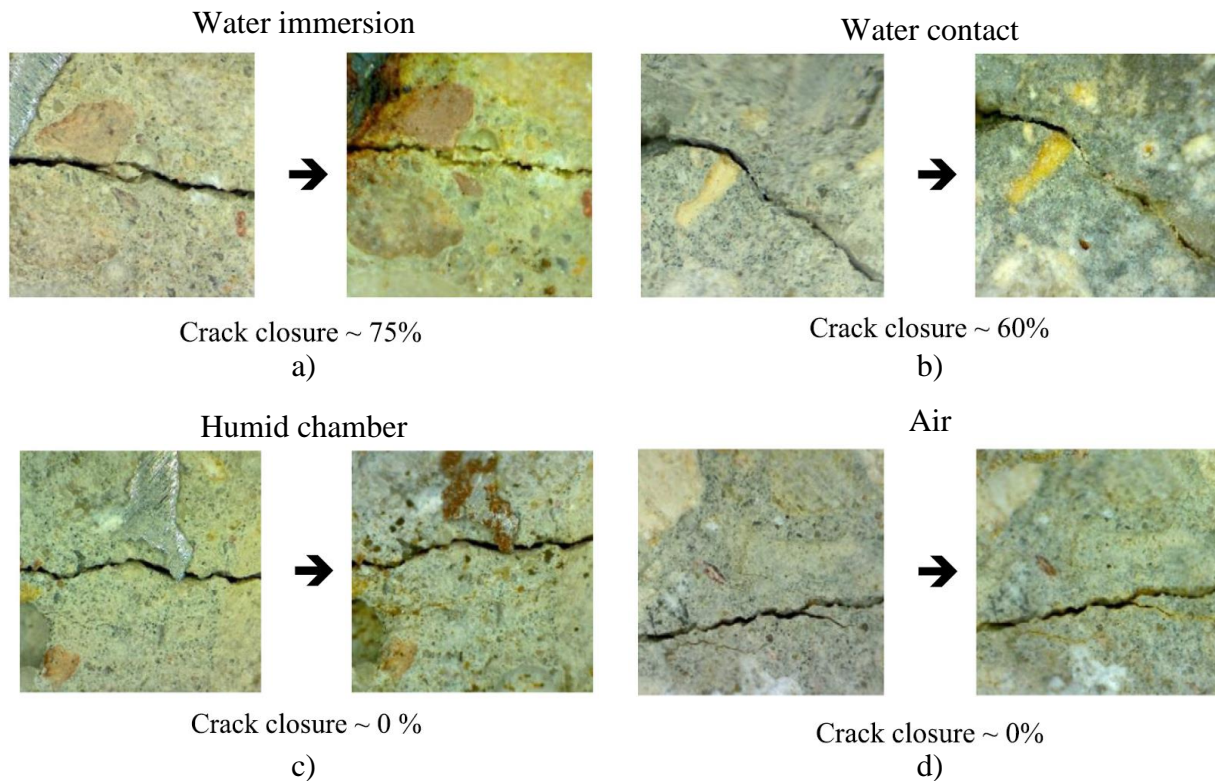 Water immersion
Water contact
Crack closure ~ 75%
a)
Crack closure ~ 60%
b)
Humid chamber
Air
Crack closure ~ 0 %
c)
Crack closure ~ 0%
d)